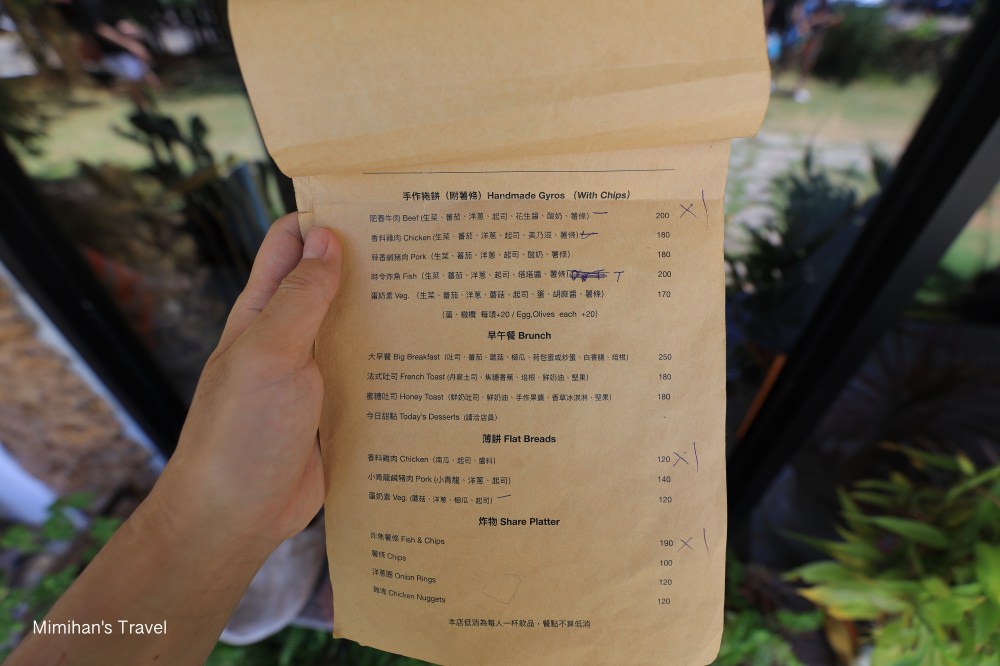 手作捲餅（附薯條）Handmade Gyros (With Chips)
肥香牛肉 Beef (生菜、蕃茄、洋蔥、起司、花生醬、酸奶、薯條) 200 ×1
香料雞肉 Chicken (生菜、蕃茄、洋蔥、起司、美乃滋、薯條) 180
蒜香鹹豬肉 Pork (生菜、蕃茄、洋蔥、起司、酸奶、薯條) 180
時令炸魚 Fish (生菜、蕃茄、洋蔥、起司、塔塔醬、薯條) T 200
蛋奶素 Veg. (生菜、蕃茄、洋蔥、蘑菇、起司、蛋、胡麻醬、薯條) 170
(蛋、橄欖 每項+20 / Egg,Olives each +20)
早午餐 Brunch
大早餐 Big Breakfast (吐司、蕃茄、蘑菇、櫛瓜、荷包蛋或炒蛋、白香腸、培根) 250
法式吐司 French Toast (丹麥土司、焦糖香蕉、培根、鮮奶油、堅果) 180
蜜糖吐司 Honey Toast (鮮奶吐司、鮮奶油、手作果醬、香草冰淇淋、堅果) 180
今日甜點 Today's Desserts (請洽店員)
薄餅 Flat Breads
香料雞肉 Chicken (南瓜、起司、醬料) 120 ×1
小青龍鹹豬肉 Pork (小青龍、洋蔥、起司) 140
蛋奶素 Veg. (蘑菇、洋蔥、櫛瓜、起司) 120
炸物 Share Platter
炸魚薯條 Fish & Chips 190 ×1
薯條 Chips 100
洋蔥圈 Onion Rings 120
雞塊 Chicken Nuggets 120
本店低消為每人一杯飲品，餐點不算低消
Mimihan's Travel